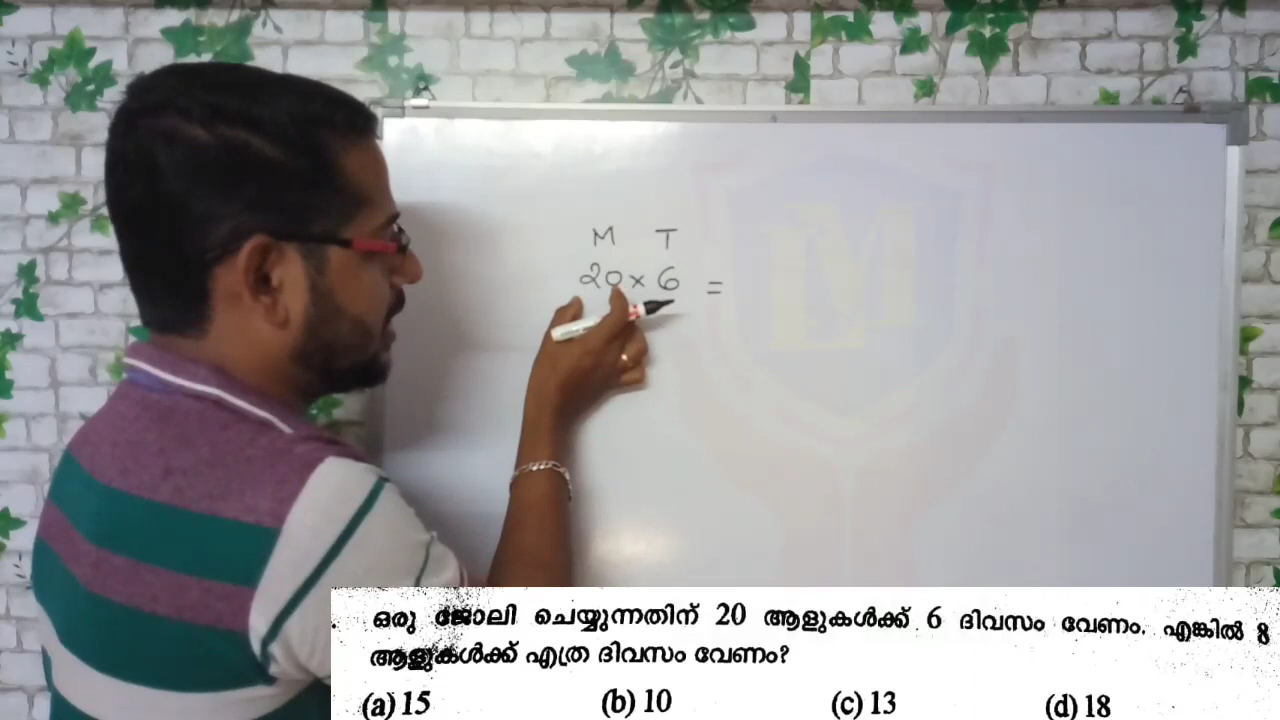 M T
20 × 6 =
LM
ഒരു ജോലി ചെയ്യുന്നതിന് 20 ആളുകൾക്ക് 6 ദിവസം വേണം. എങ്കിൽ 8
ആളുകൾക്ക് എത്ര ദിവസം വേണം?
(a) 15 (b) 10 (c) 13 (d) 18